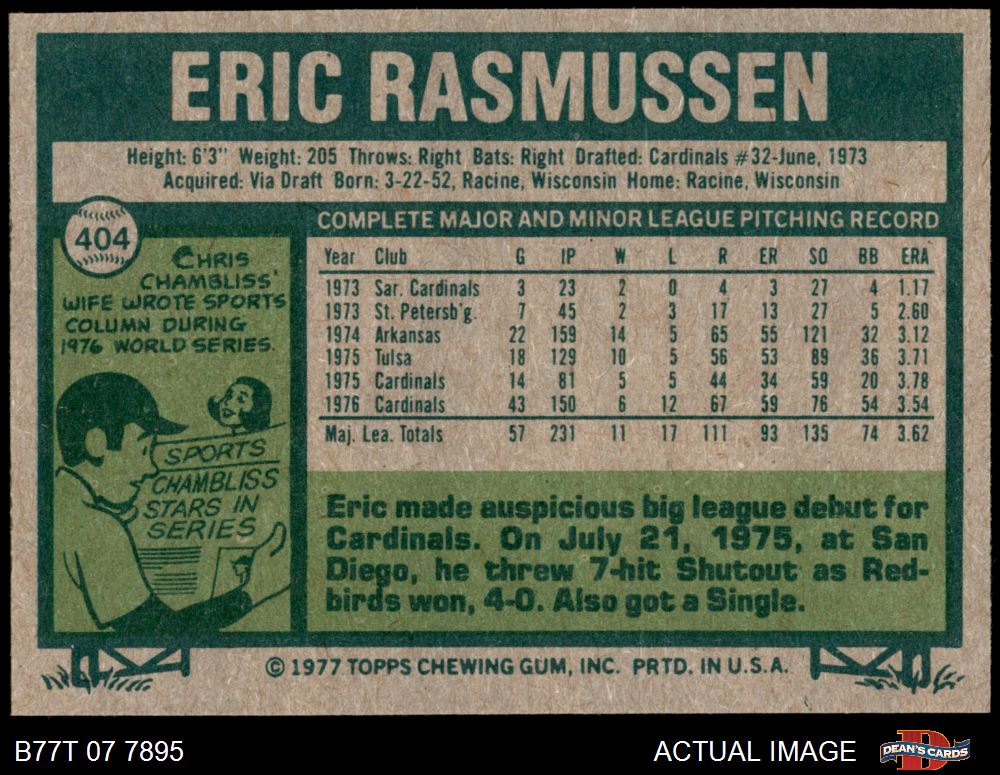 ERIC RASMUSSEN
Height: 6'3" Weight: 205 Throws: Right Bats: Right Drafted: Cardinals #32-June, 1973
Acquired: Via Draft Born: 3-22-52, Racine, Wisconsin Home: Racine, Wisconsin
404
CHRIS
CHAMBLISS'
WIFE WROTE SPORTS
COLUMN DURING
1976 WORLD SERIES.
SPORTS
CHAMBLISS
STARS IN
SERIES
COMPLETE MAJOR AND MINOR LEAGUE PITCHING RECORD
Year Club G IP W L R ER SO BB ERA
1973 Sar. Cardinals 3 23 2 0 4 3 27 4 1.17
1973 St. Petersb'g. 7 45 2 3 17 13 27 5 2.60
1974 Arkansas 22 159 14 5 65 55 121 32 3.12
1975 Tulsa 18 129 10 5 56 53 89 36 3.71
1975 Cardinals 14 81 5 5 44 34 59 20 3.78
1976 Cardinals 43 150 6 12 67 59 76 54 3.54
Maj. Lea. Totals 57 231 11 17 111 93 135 74 3.62
Eric made auspicious big league debut for
Cardinals. On July 21, 1975, at San
Diego, he threw 7-hit Shutout as Red-
birds won, 4-0. Also got a Single.
© 1977 TOPPS CHEWING GUM, INC. PRTD. IN U.S.A.
B77T 07 7895
ACTUAL IMAGE
DEAN'S CARDS